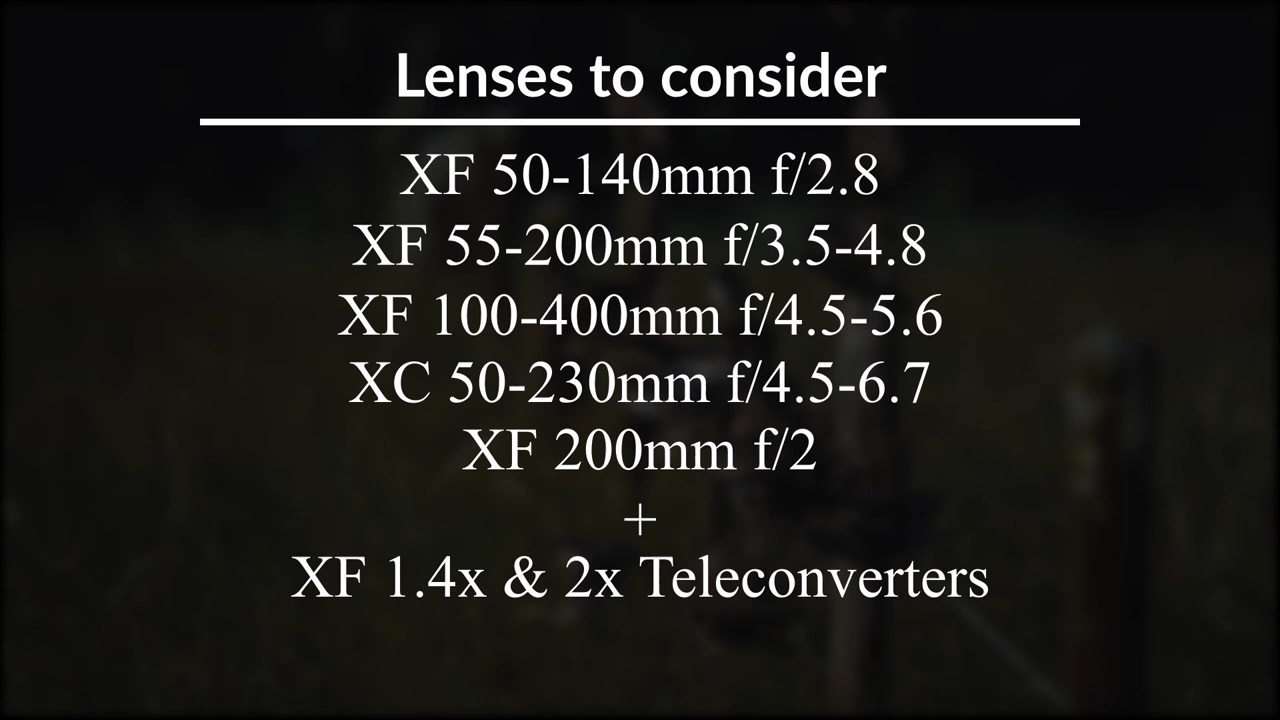 Lenses to consider
XF 50-140mm f/2.8
XF 55-200mm f/3.5-4.8
XF 100-400mm f/4.5-5.6
XC 50-230mm f/4.5-6.7
XF 200mm f/2
+
XF 1.4x & 2x Teleconverters